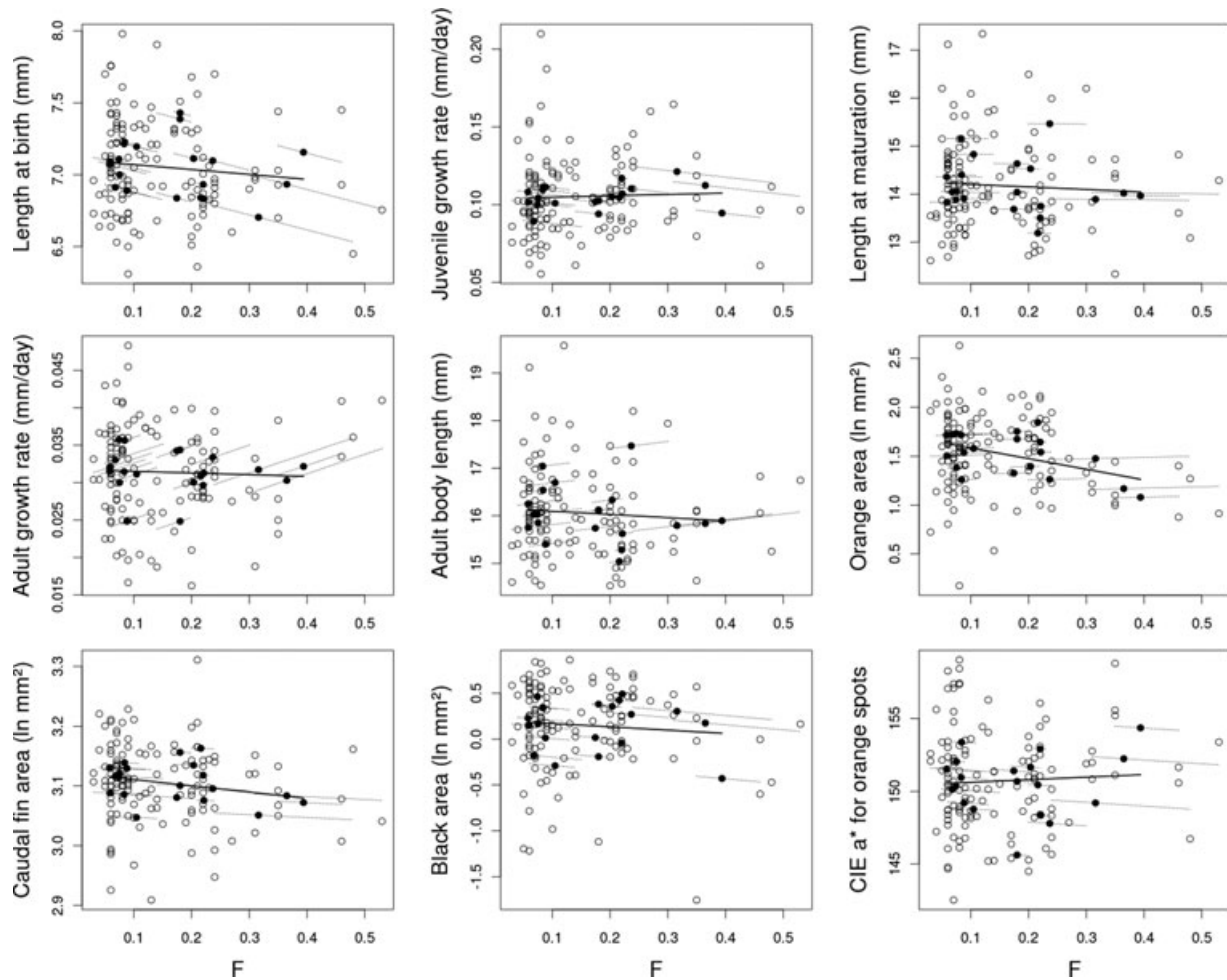 Length at birth (mm)
8.0
7.5
7.0
6.5
0.1 0.2 0.3 0.4 0.5
Juvenile growth rate (mm/day)
0.20
0.15
0.10
0.05
0.1 0.2 0.3 0.4 0.5
Length at maturation (mm)
17
16
15
14
13
0.1 0.2 0.3 0.4 0.5
Adult growth rate (mm/day)
0.045
0.035
0.025
0.015
0.1 0.2 0.3 0.4 0.5
Adult body length (mm)
19
18
17
16
15
0.1 0.2 0.3 0.4 0.5
Orange area (ln mm²)
2.5
2.0
1.5
1.0
0.5
0.1 0.2 0.3 0.4 0.5
Caudal fin area (ln mm²)
3.3
3.2
3.1
3.0
2.9
0.1 0.2 0.3 0.4 0.5
F
Black area (ln mm²)
0.5
0.0
-0.5
-1.0
-1.5
0.1 0.2 0.3 0.4 0.5
F
CIE a* for orange spots
155
150
145
0.1 0.2 0.3 0.4 0.5
F